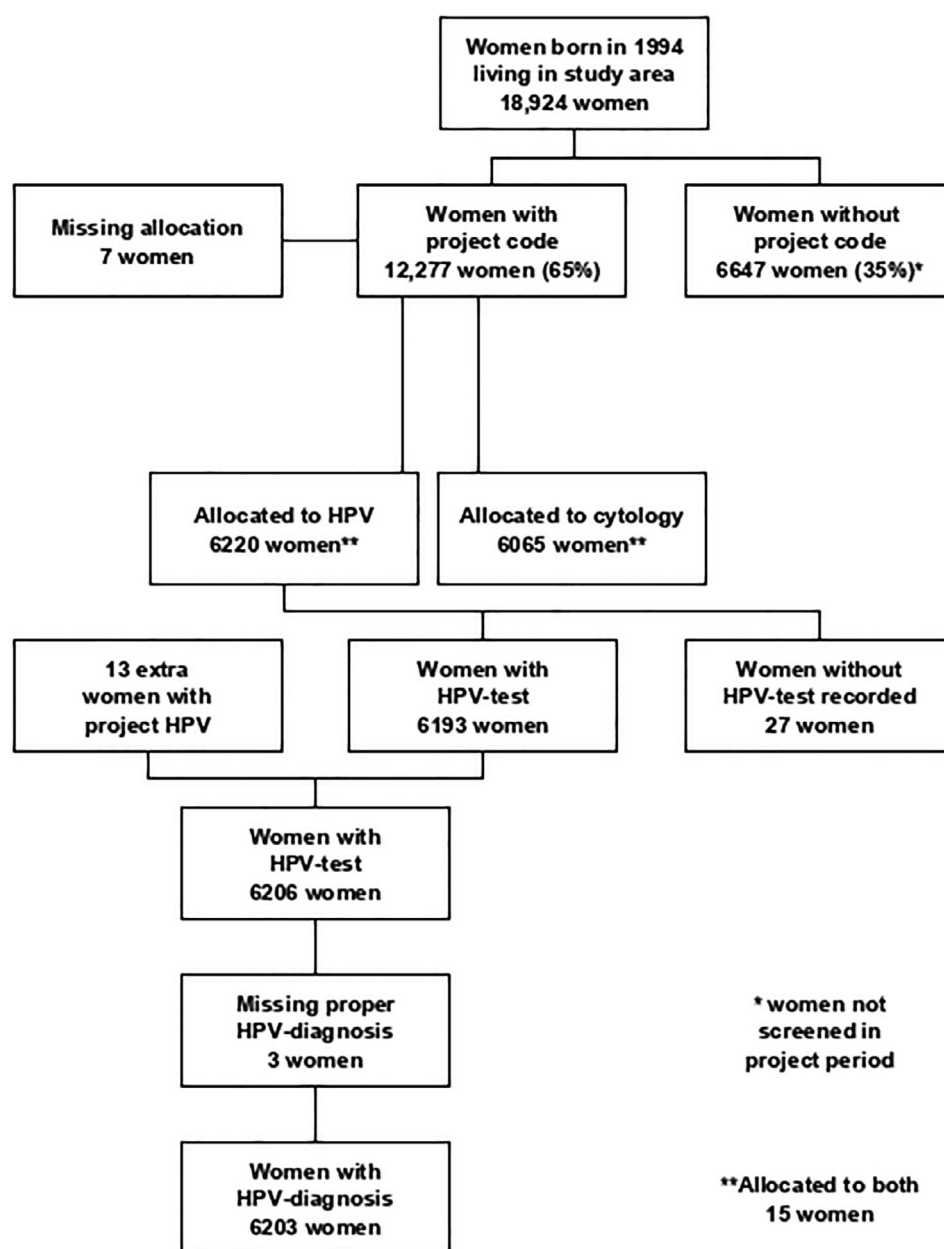 Women born in 1994
living in study area
18,924 women
Missing allocation
7 women
Women with
project code
12,277 women (65%)
Women without
project code
6647 women (35%)*
Allocated to HPV
6220 women**
Allocated to cytology
6065 women**
13 extra
women with
project HPV
Women with
HPV-test
6193 women
Women without
HPV-test recorded
27 women
Women with
HPV-test
6206 women
Missing proper
HPV-diagnosis
3 women
* women not
screened in
project period
Women with
HPV-diagnosis
6203 women
**Allocated to both
15 women